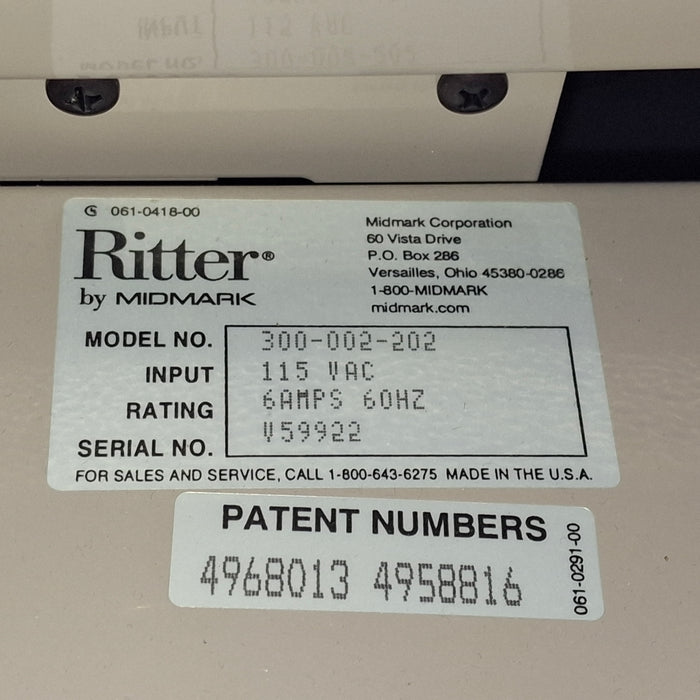 061-0418-00
Ritter®
by MIDMARK
Midmark Corporation
60 Vista Drive
P.O. Box 286
Versailles, Ohio 45380-0286
1-800-MIDMARK
midmark.com
MODEL NO. 300-002-202
INPUT 115 VAC
RATING 6AMPS 60HZ
SERIAL NO. V59922
FOR SALES AND SERVICE, CALL 1-800-643-6275 MADE IN THE U.S.A.
PATENT NUMBERS
4968013 4958816
061-0291-00